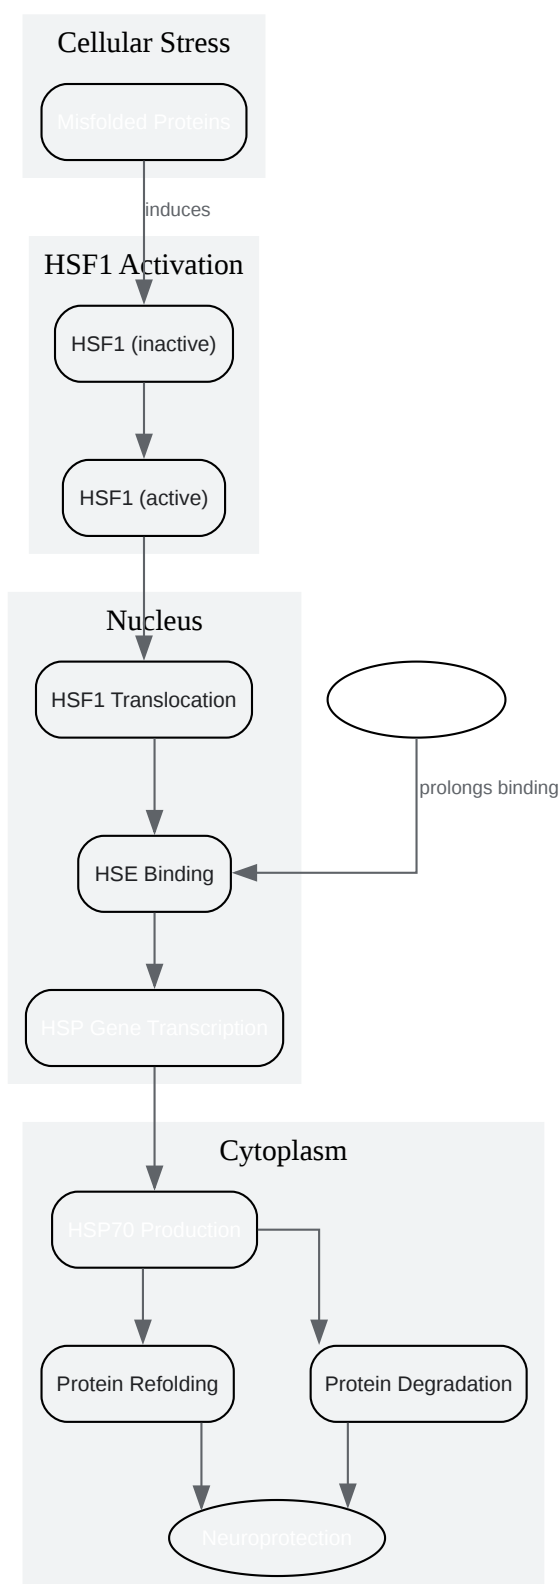 Cellular Stress
Misfolded Proteins
induces
HSF1 Activation
HSF1 (inactive)
HSF1 (active)
Nucleus
HSF1 Translocation
prolongs binding
HSE Binding
HSP Gene Transcription
Cytoplasm
HSP70 Production
Protein Refolding
Protein Degradation
Neuroprotection